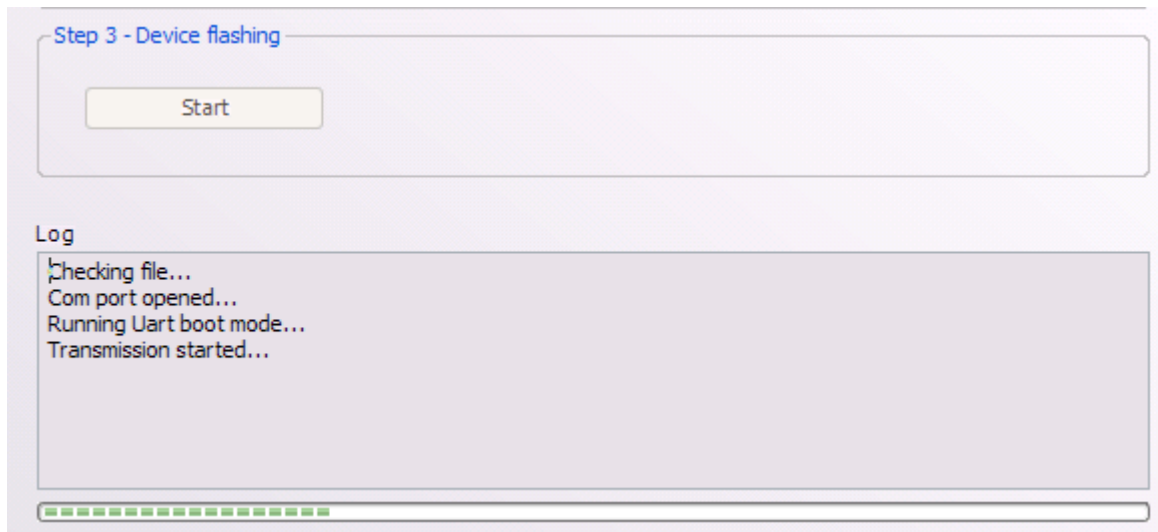 Step 3 - Device flashing
Start
Log
Checking file...
Com port opened...
Running Uart boot mode...
Transmission started...